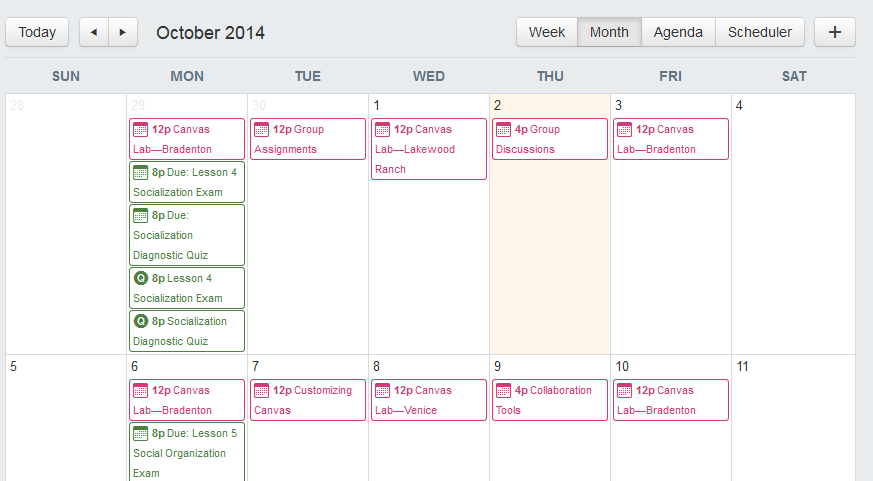 Today ◄ ► October 2014 Week Month Agenda Scheduler +
SUN MON TUE WED THU FRI SAT
28 29 30 1 2 3 4
12p Canvas
Lab—Bradenton
8p Due: Lesson 4
Socialization Exam
8p Due:
Socialization
Diagnostic Quiz
Q 8p Lesson 4
Socialization Exam
Q 8p Socialization
Diagnostic Quiz
12p Group
Assignments
12p Canvas
Lab—Lakewood
Ranch
4p Group
Discussions
12p Canvas
Lab—Bradenton
5 6 7 8 9 10 11
12p Canvas
Lab—Bradenton
8p Due: Lesson 5
Social Organization
Exam
12p Customizing
Canvas
12p Canvas
Lab—Venice
4p Collaboration
Tools
12p Canvas
Lab—Bradenton